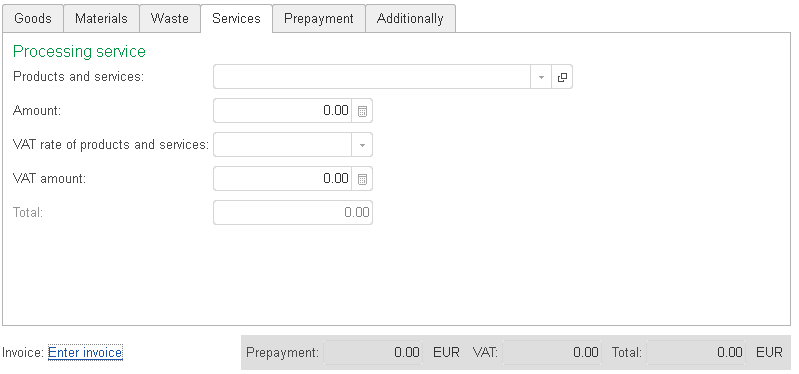 Goods Materials Waste Services Prepayment Additionally
Processing service
Products and services:
Amount: 0.00
VAT rate of products and services:
VAT amount: 0.00
Total: 0.00
Invoice: Enter invoice Prepayment: 0.00 EUR VAT: 0.00 Total: 0.00 EUR